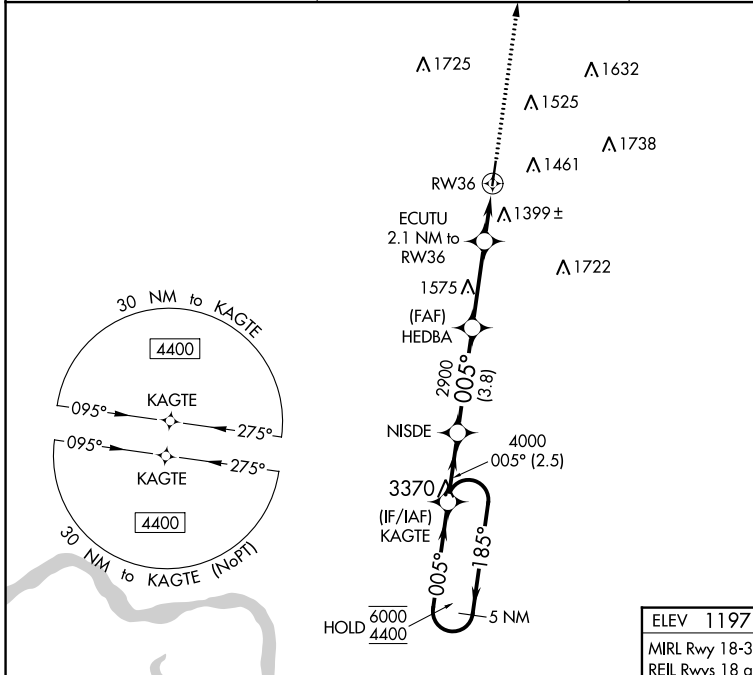 1725
1632
1525
1738
1461
RW36
1399 ±
ECUTU
2.1 NM to
RW36
1722
1575
(FAF)
HEDBA
2900
005°
(3.8)
NISDE
4000
005° (2.5)
3370
(IF/IAF)
KAGTE
005°
185°
HOLD
6000
4400
5 NM
30 NM to KAGTE
4400
KAGTE
095°
275°
095°
275°
KAGTE
4400
30 NM to KAGTE (NoPT)
ELEV 1197
MIRL Rwy 18-3
REIL Rwys 18 a